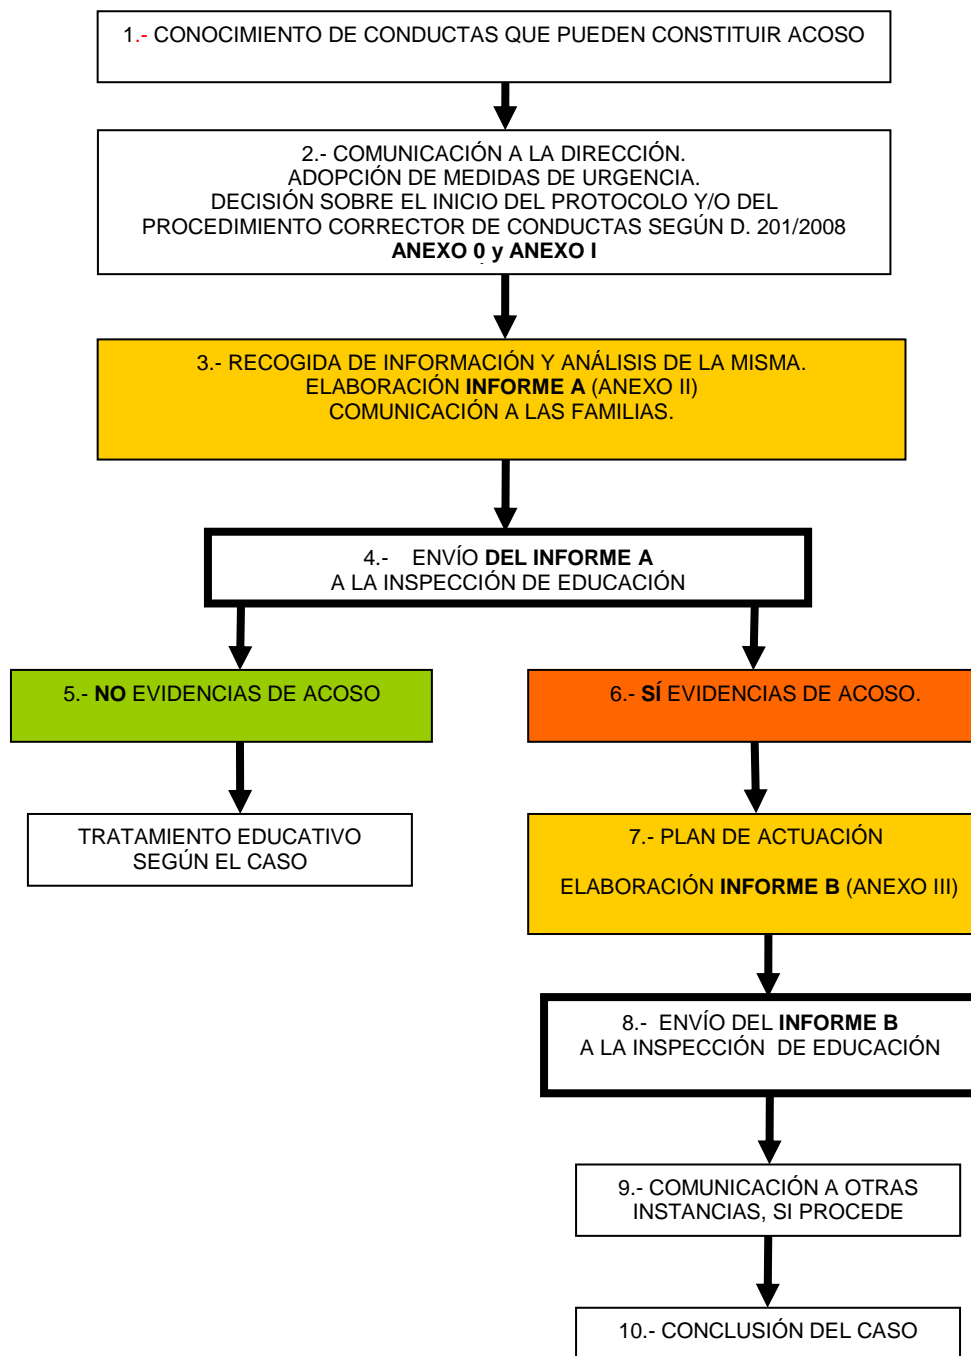 1.- CONOCIMIENTO DE CONDUCTAS QUE PUEDEN CONSTITUIR ACOSO
2.- COMUNICACIÓN A LA DIRECCIÓN.
ADOPCIÓN DE MEDIDAS DE URGENCIA.
DECISIÓN SOBRE EL INICIO DEL PROTOCOLO Y/O DEL
PROCEDIMIENTO CORRECTOR DE CONDUCTAS SEGÚN D. 201/2008
ANEXO 0 y ANEXO I
3.- RECOGIDA DE INFORMACIÓN Y ANÁLISIS DE LA MISMA.
ELABORACIÓN INFORME A (ANEXO II)
COMUNICACIÓN A LAS FAMILIAS.
4.- ENVÍO DEL INFORME A
A LA INSPECCIÓN DE EDUCACIÓN
5.- NO EVIDENCIAS DE ACOSO
TRATAMIENTO EDUCATIVO
SEGÚN EL CASO
6.- SÍ EVIDENCIAS DE ACOSO.
7.- PLAN DE ACTUACIÓN
ELABORACIÓN INFORME B (ANEXO III)
8.- ENVÍO DEL INFORME B
A LA INSPECCIÓN DE EDUCACIÓN
9.- COMUNICACIÓN A OTRAS
INSTANCIAS, SI PROCEDE
10.- CONCLUSIÓN DEL CASO